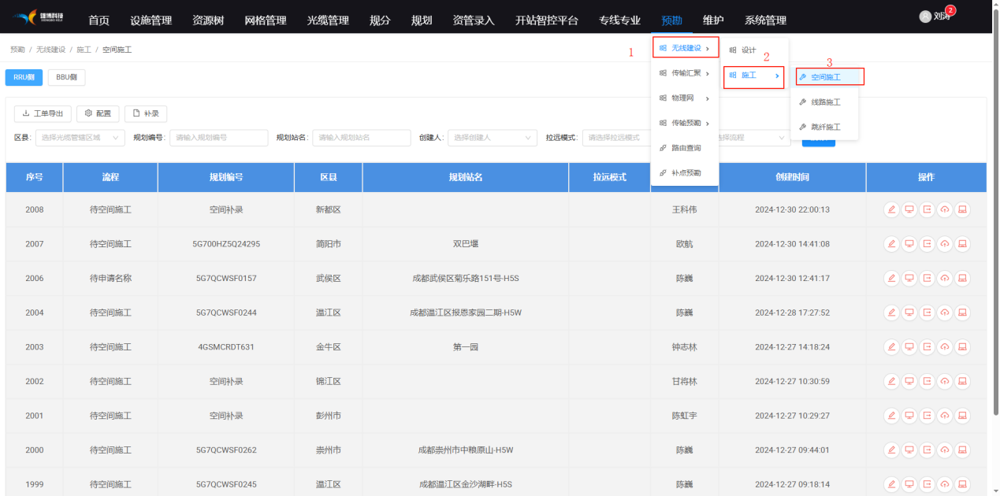 雄博科技
首页 设施管理 资源树 网格管理 光缆管理 规分 规划 资管录入 开站智控平台 专线专业 预勘 维护 系统管理 刘涛 2
预勘 / 无线建设 / 施工 / 空间施工
1
无线建设
设计
2
施工
3
空间施工
传输汇聚
线路施工
物理网
跳纤施工
传输预勘
路由查询
补点预勘
RRU侧 BBU侧
工单导出 配置 补录
区县: 选择光缆管辖区域 规划编号: 请输入规划编号 规划站名: 请输入规划站名 创建人: 选择创建人 拉远模式: 请选择拉远模式 选择流程
序号 流程 规划编号 区县 规划站名 拉远模式 创建时间 操作
2008 待空间施工 空间补录 新都区 王科伟 2024-12-30 22:00:13
2007 待空间施工 5G700HZ5Q24295 简阳市 双巴堰 欧航 2024-12-30 14:41:08
2006 待申请名称 5G7QCWSF0157 武侯区 成都武侯区菊乐路151号-H5S 陈巍 2024-12-30 12:41:17
2004 待空间施工 5G7QCWSF0244 温江区 成都温江区报恩家园二期-H5W 陈巍 2024-12-28 17:27:52
2003 待空间施工 4GSMCRDT631 金牛区 第一园 钟志林 2024-12-27 14:18:24
2002 待空间施工 空间补录 锦江区 甘将林 2024-12-27 10:30:59
2001 待空间施工 空间补录 彭州市 陈虹宇 2024-12-27 10:29:27
2000 待空间施工 5G7QCWSF0262 崇州市 成都崇州市中粮原山-H5W 陈巍 2024-12-27 09:44:01
1999 待空间施工 5G7QCWSF0245 温江区 成都温江区金沙湖畔-H5S 陈巍 2024-12-27 09:18:14